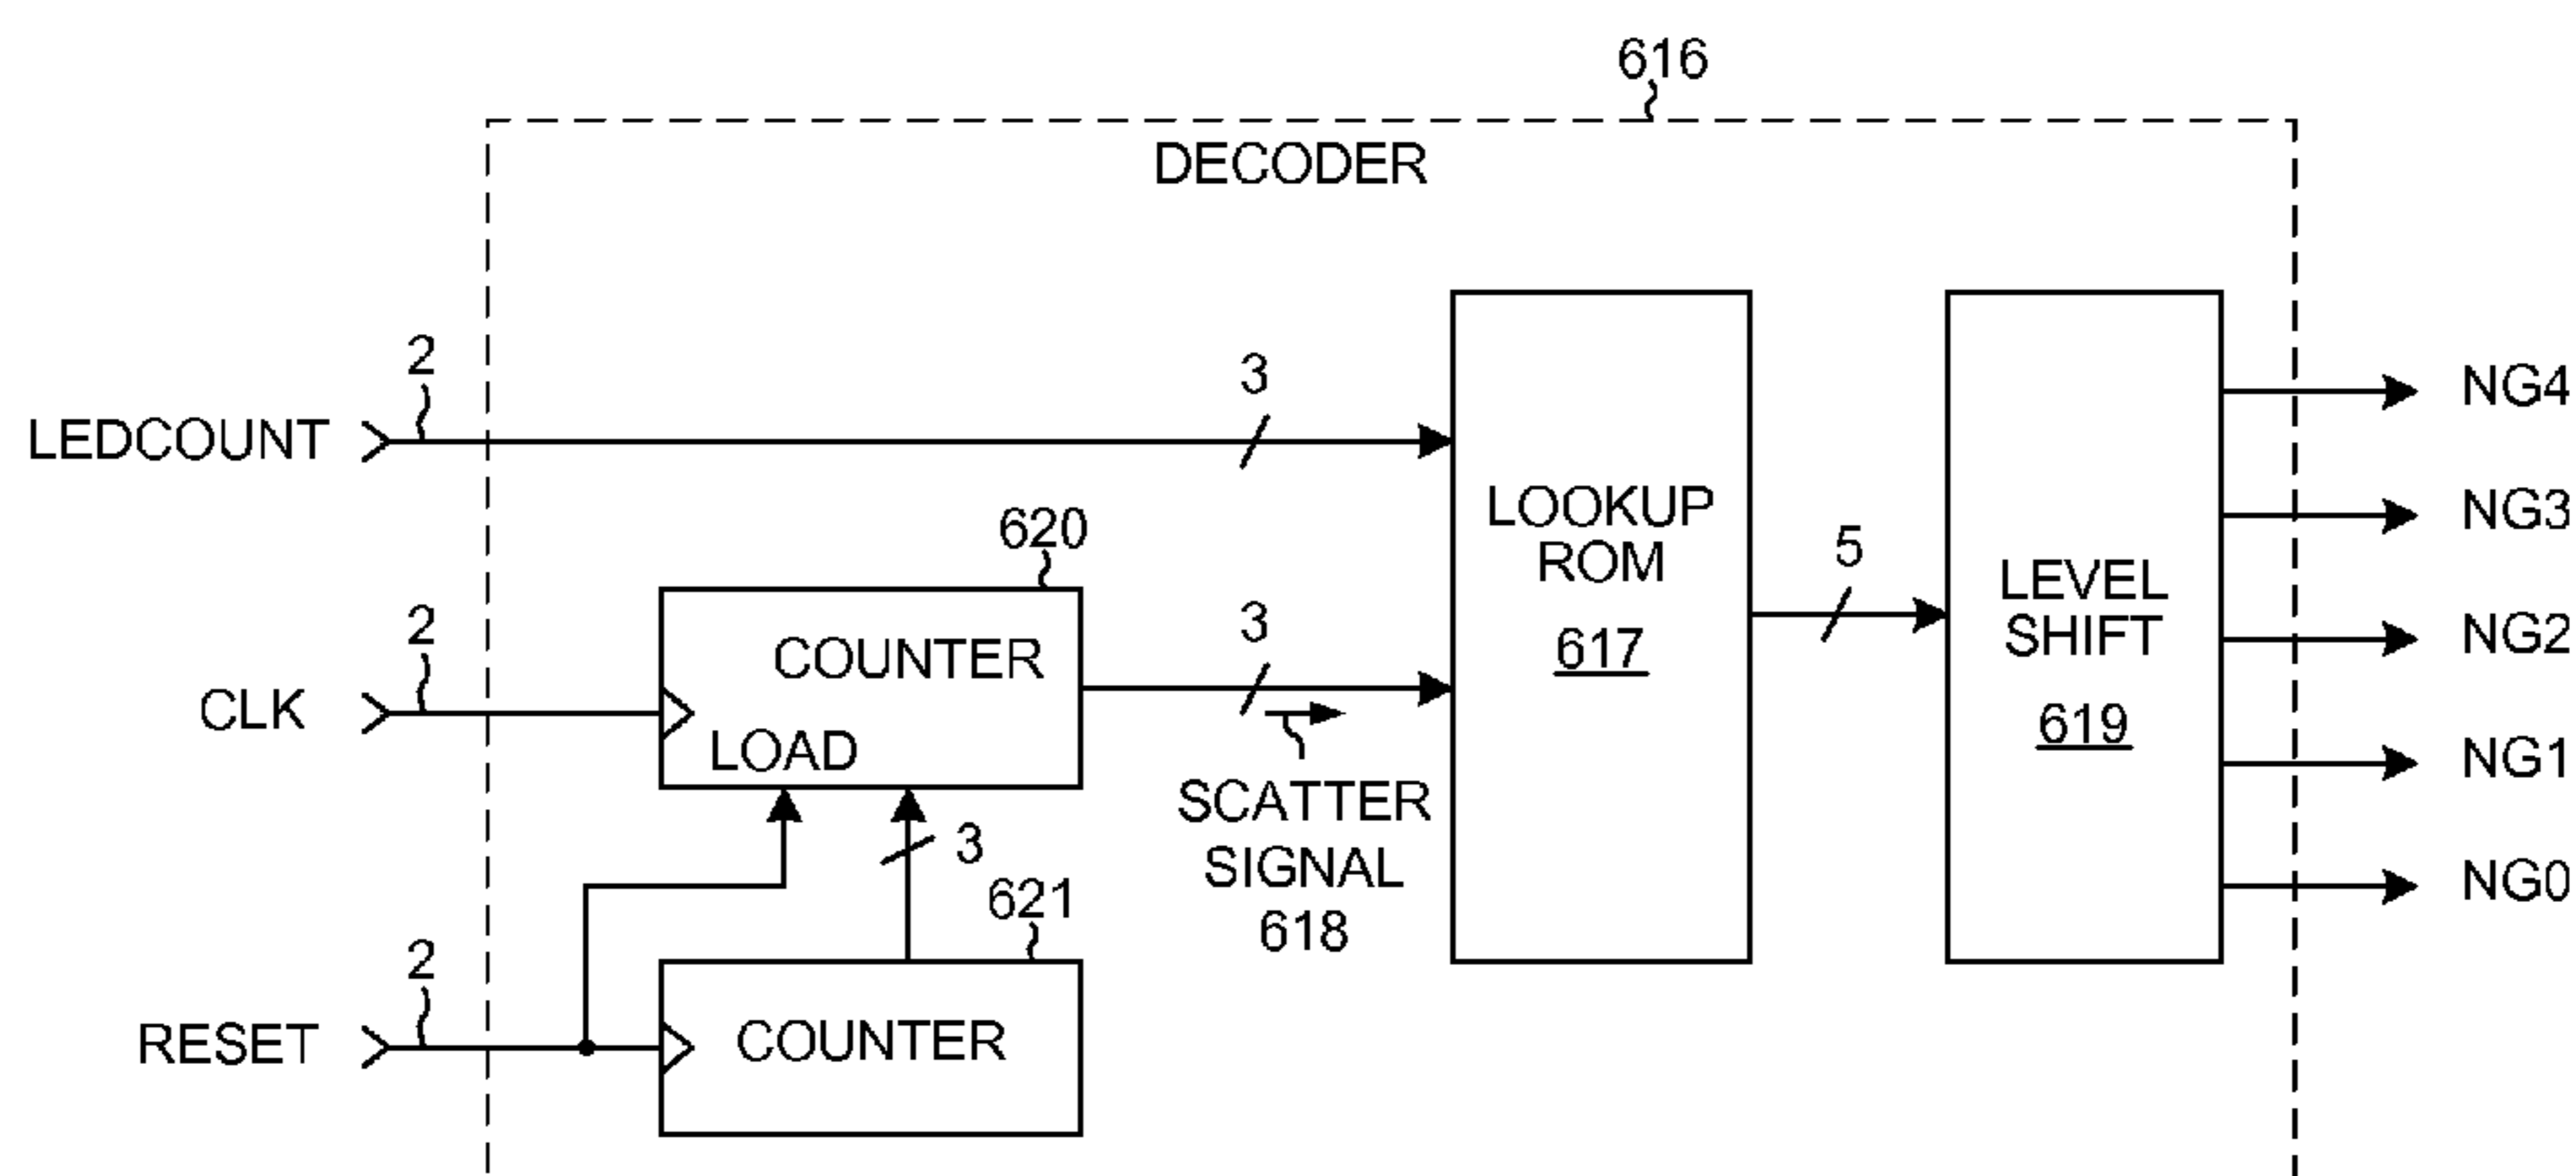 616
DECODER
2
3
LEDCOUNT
NG4
LOOKUP
ROM
617
NG3
620
5
LEVEL
SHIFT
619
2
COUNTER
3
NG2
CLK
LOAD
NG1
SCATTER
SIGNAL
618
3
621
NG0
2
RESET
COUNTER